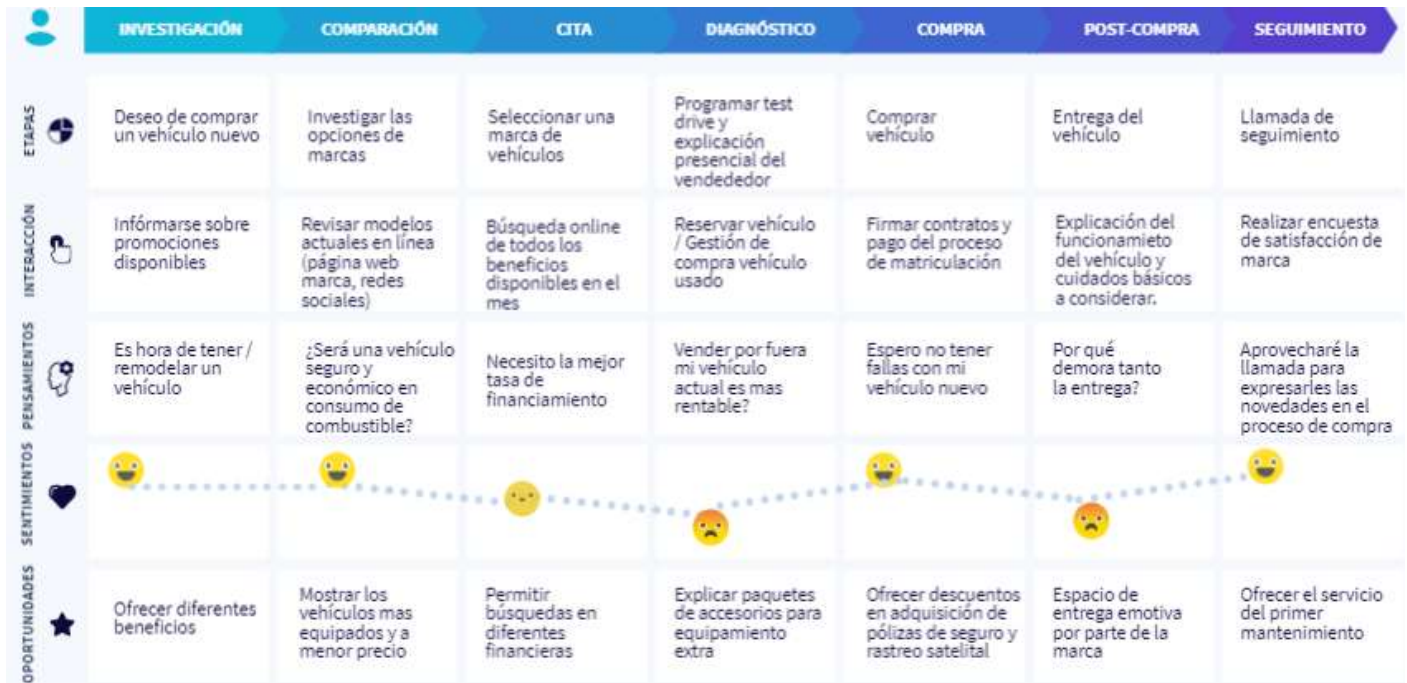 INVESTIGACIÓN
COMPARACIÓN
CITA
DIAGNÓSTICO
COMPRA
POST-COMPRA
SEGUIMIENTO
ETAPAS
Deseo de comprar
un vehículo nuevo
Investigar las
opciones de
marcas
Seleccionar una
marca de
vehículos
Programar test
drive y
explicación
presencial del
vendededor
Comprar
vehículo
Entrega del
vehículo
Llamada de
seguimiento
INTERACCIÓN
Infórmarse sobre
promociones
disponibles
Revisar modelos
actuales en línea
(página web
marca, redes
sociales)
Búsqueda online
de todos los
beneficios
disponibles en el
mes
Reservar vehículo
/ Gestión de
compra vehículo
usado
Firmar contratos y
pago del proceso
de matriculación
Explicación del
funcionamieto
del vehículo y
cuidados básicos
a considerar.
Realizar encuesta
de satisfacción de
marca
PENSAMIENTOS
Es hora de tener /
remodelar un
vehículo
¿Será una vehículo
seguro y
económico en
consumo de
combustible?
Necesito la mejor
tasa de
financiamiento
Vender por fuera
mi vehículo
actual es mas
rentable?
Espero no tener
fallas con mi
vehículo nuevo
Por qué
demora tanto
la entrega?
Aprovecharé la
llamada para
expresarles las
novedades en el
proceso de compra
SENTIMIENTOS
OPORTUNIDADES
Ofrecer diferentes
beneficios
Mostrar los
vehículos mas
equipados y a
menor precio
Permitir
búsquedas en
diferentes
financieras
Explicar paquetes
de accesorios para
equipamiento
extra
Ofrecer descuentos
en adquisición de
pólizas de seguro y
rastreo satelital
Espacio de
entrega emotiva
por parte de la
marca
Ofrecer el servicio
del primer
mantenimiento